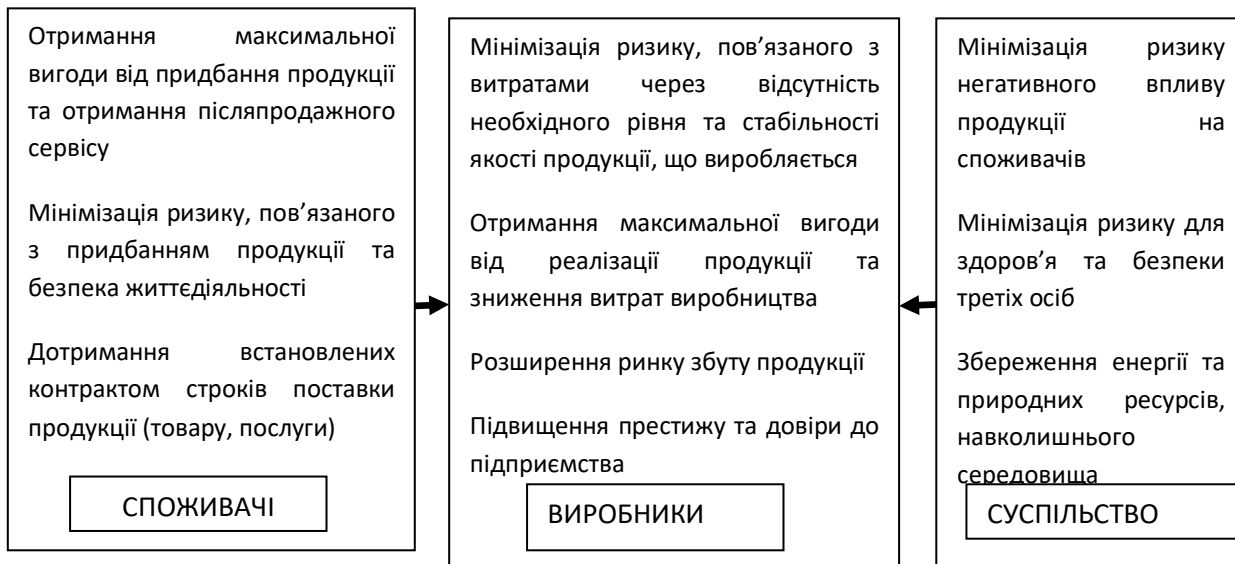 Отримання максимальної
вигоди від придбання продукції
та отримання післяпродажного
сервісу
Мінімізація ризику, пов’язаного
з придбанням продукції та
безпека життєдіяльності
Дотримання встановлених
контрактом строків поставки
продукції (товару, послуги)
СПОЖИВАЧІ
Мінімізація ризику, пов’язаного з
витратами через відсутність
необхідного рівня та стабільності
якості продукції, що виробляється
Отримання максимальної вигоди
від реалізації продукції та
зниження витрат виробництва
Розширення ринку збуту продукції
Підвищення престижу та довіри до
підприємства
ВИРОБНИКИ
Мінімізація ризику
негативного впливу
продукції на
споживачів
Мінімізація ризику для
здоров’я та безпеки
третіх осіб
Збереження енергії та
природних ресурсів,
навколишнього
середовища
СУСПІЛЬСТВО